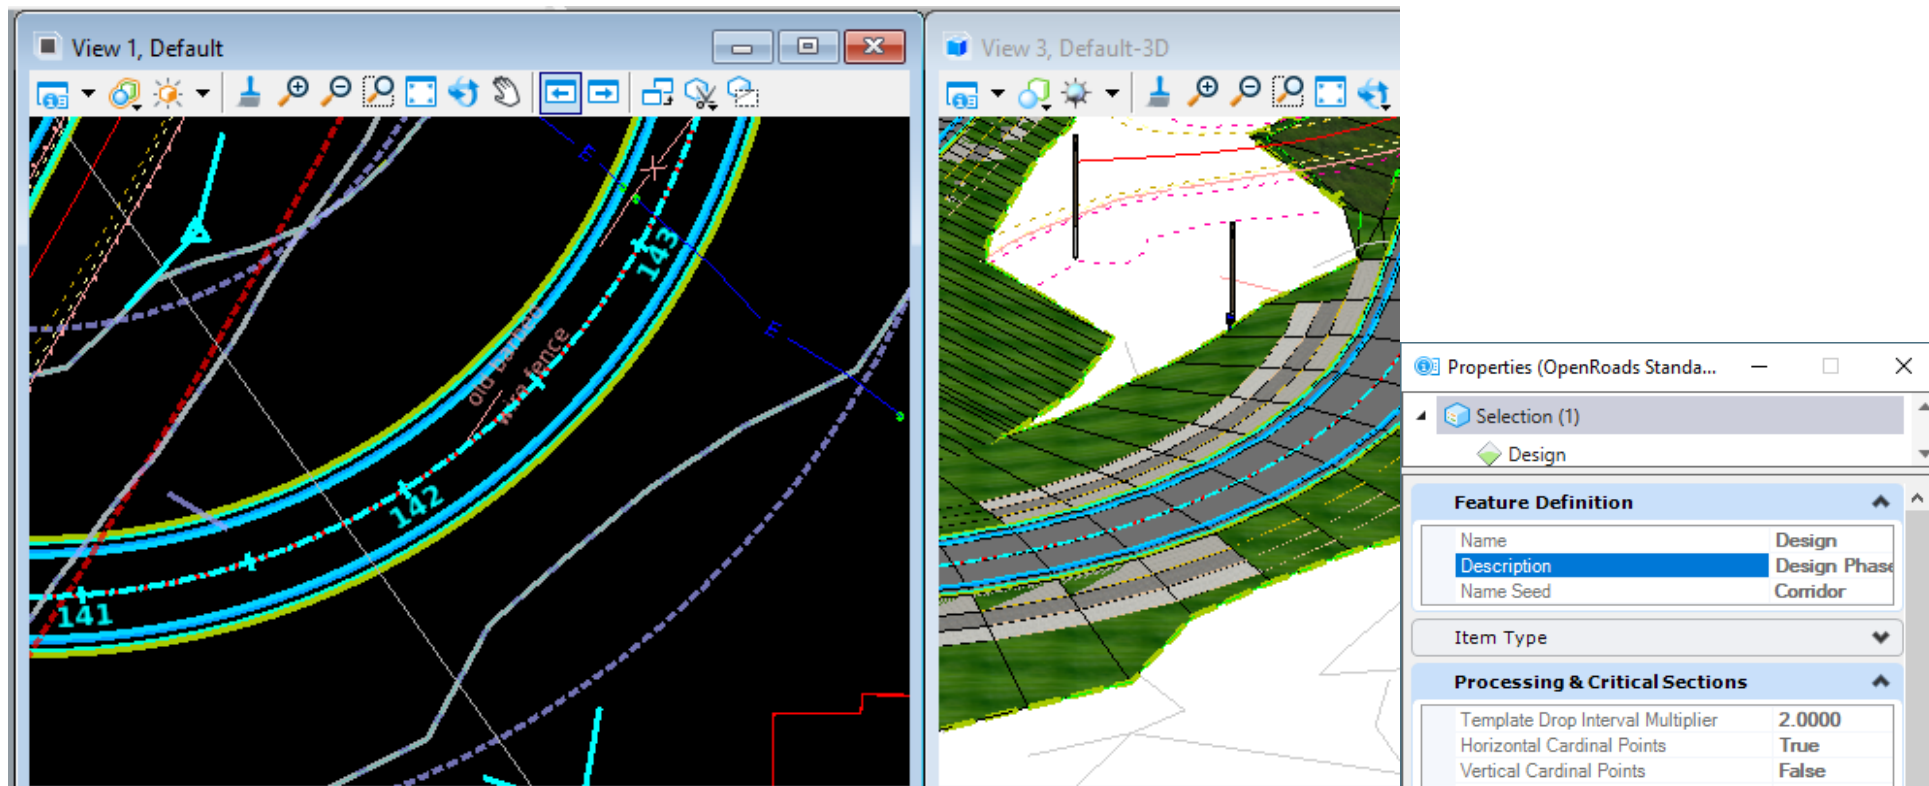 View 1, Default
View 3, Default-3D
E
143
old barbed
wire fence
E
142
141
Properties (OpenRoads Standa...
Selection (1)
Design
Feature Definition
Name Design
Description Design Phase
Name Seed Corridor
Item Type
Processing & Critical Sections
Template Drop Interval Multiplier 2.0000
Horizontal Cardinal Points True
Vertical Cardinal Points False